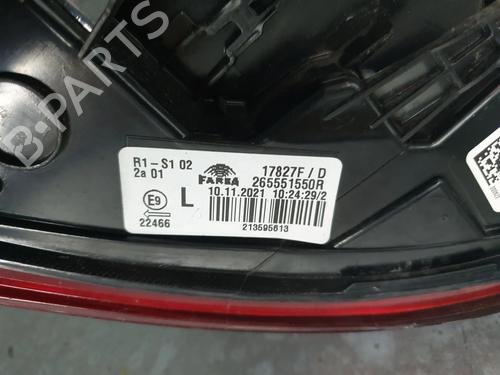 B-PARTS
R1-S1 02
2a 01
FARBA
17827F / D
265551550R
E9
L
10.11.2021 10:24:29/2
22466
213595613